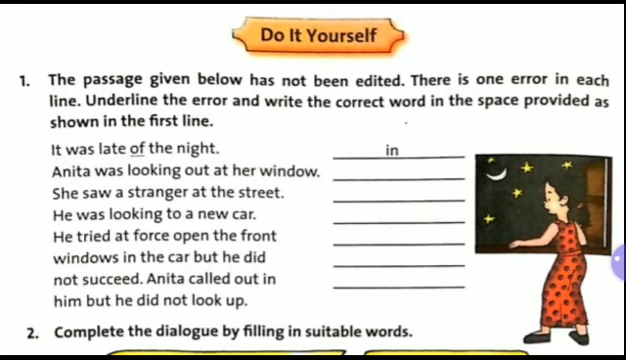 Do It Yourself
1. The passage given below has not been edited. There is one error in each
line. Underline the error and write the correct word in the space provided as
shown in the first line.
It was late of the night. in
Anita was looking out at her window.
She saw a stranger at the street.
He was looking to a new car.
He tried at force open the front
windows in the car but he did
not succeed. Anita called out in
him but he did not look up.
2. Complete the dialogue by filling in suitable words.